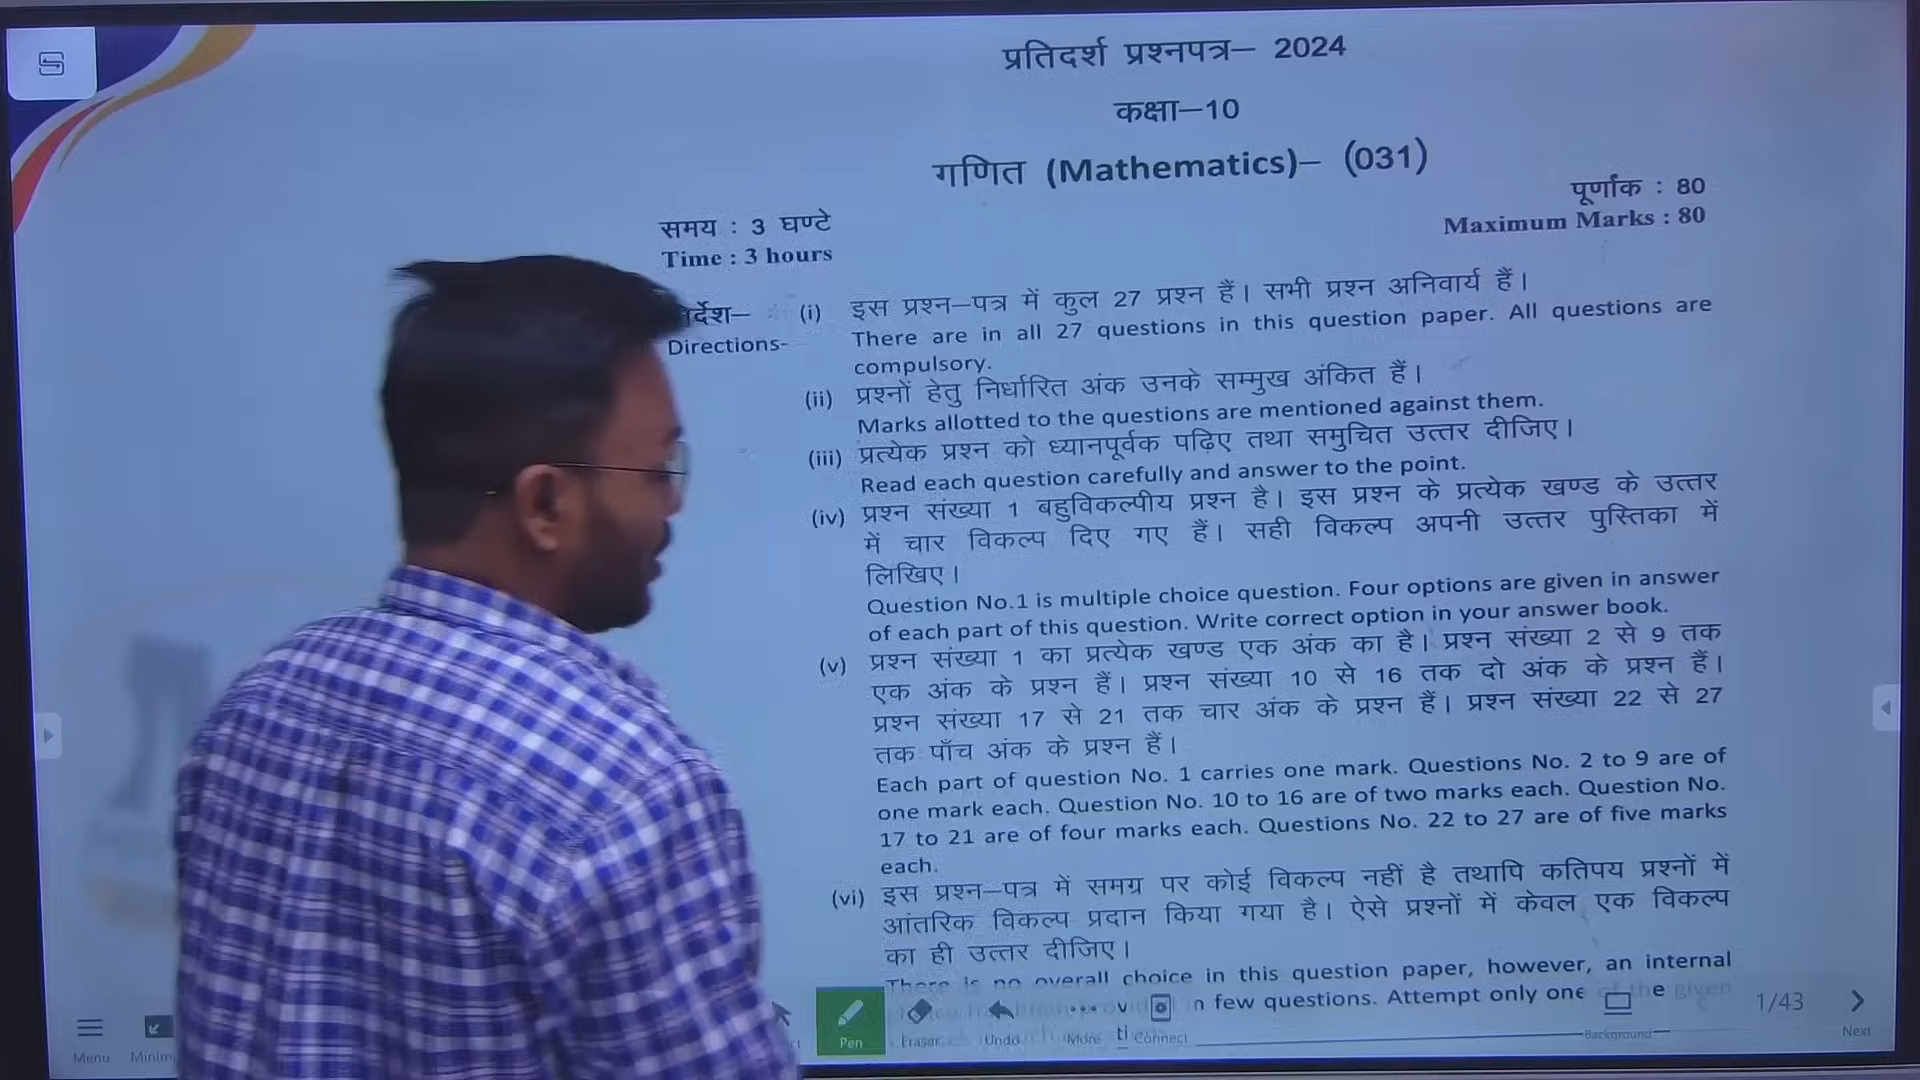 प्रतिदर्श प्रश्नपत्र– 2024
कक्षा–10
गणित (Mathematics)– (031)
पूर्णाक : 80
समय : 3 घण्टे
Maximum Marks : 80
Time : 3 hours
(i) इस प्रश्न–पत्र में कुल 27 प्रश्न हैं। सभी प्रश्न अनिवार्य हैं।
Directions- There are in all 27 questions in this question paper. All questions are
compulsory.
(ii) प्रश्नों हेतु निर्धारित अंक उनके सम्मुख अंकित हैं।
Marks allotted to the questions are mentioned against them.
(iii) प्रत्येक प्रश्न को ध्यानपूर्वक पढ़िए तथा समुचित उत्तर दीजिए।
Read each question carefully and answer to the point.
(iv) प्रश्न संख्या 1 बहुविकल्पीय प्रश्न है। इस प्रश्न के प्रत्येक खण्ड के उत्तर
में चार विकल्प दिए गए हैं। सही विकल्प अपनी उत्तर पुस्तिका में
लिखिए।
Question No.1 is multiple choice question. Four options are given in answer
of each part of this question. Write correct option in your answer book.
(v) प्रश्न संख्या 1 का प्रत्येक खण्ड एक अंक का है। प्रश्न संख्या 2 से 9 तक
एक अंक के प्रश्न हैं। प्रश्न संख्या 10 से 16 तक दो अंक के प्रश्न हैं।
प्रश्न संख्या 17 से 21 तक चार अंक के प्रश्न हैं। प्रश्न संख्या 22 से 27
तक पाँच अंक के प्रश्न हैं।
Each part of question No. 1 carries one mark. Questions No. 2 to 9 are of
one mark each. Question No. 10 to 16 are of two marks each. Question No.
17 to 21 are of four marks each. Questions No. 22 to 27 are of five marks
each.
(vi) इस प्रश्न–पत्र में समग्र पर कोई विकल्प नहीं है तथापि कतिपय प्रश्नों में
आंतरिक विकल्प प्रदान किया गया है। ऐसे प्रश्नों में केवल एक विकल्प
का ही उत्तर दीजिए।
There is no overall choice in this question paper, however, an internal
in few questions. Attempt only one of the given
1/43
Menu Pen Eraser Undo More Connect Background Next